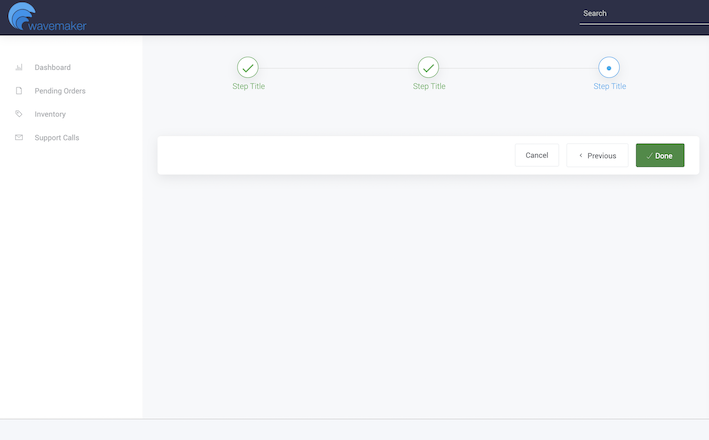 wavemaker
Search
Dashboard
Pending Orders
Inventory
Support Calls
Step Title
Step Title
Step Title
Cancel
Previous
Done